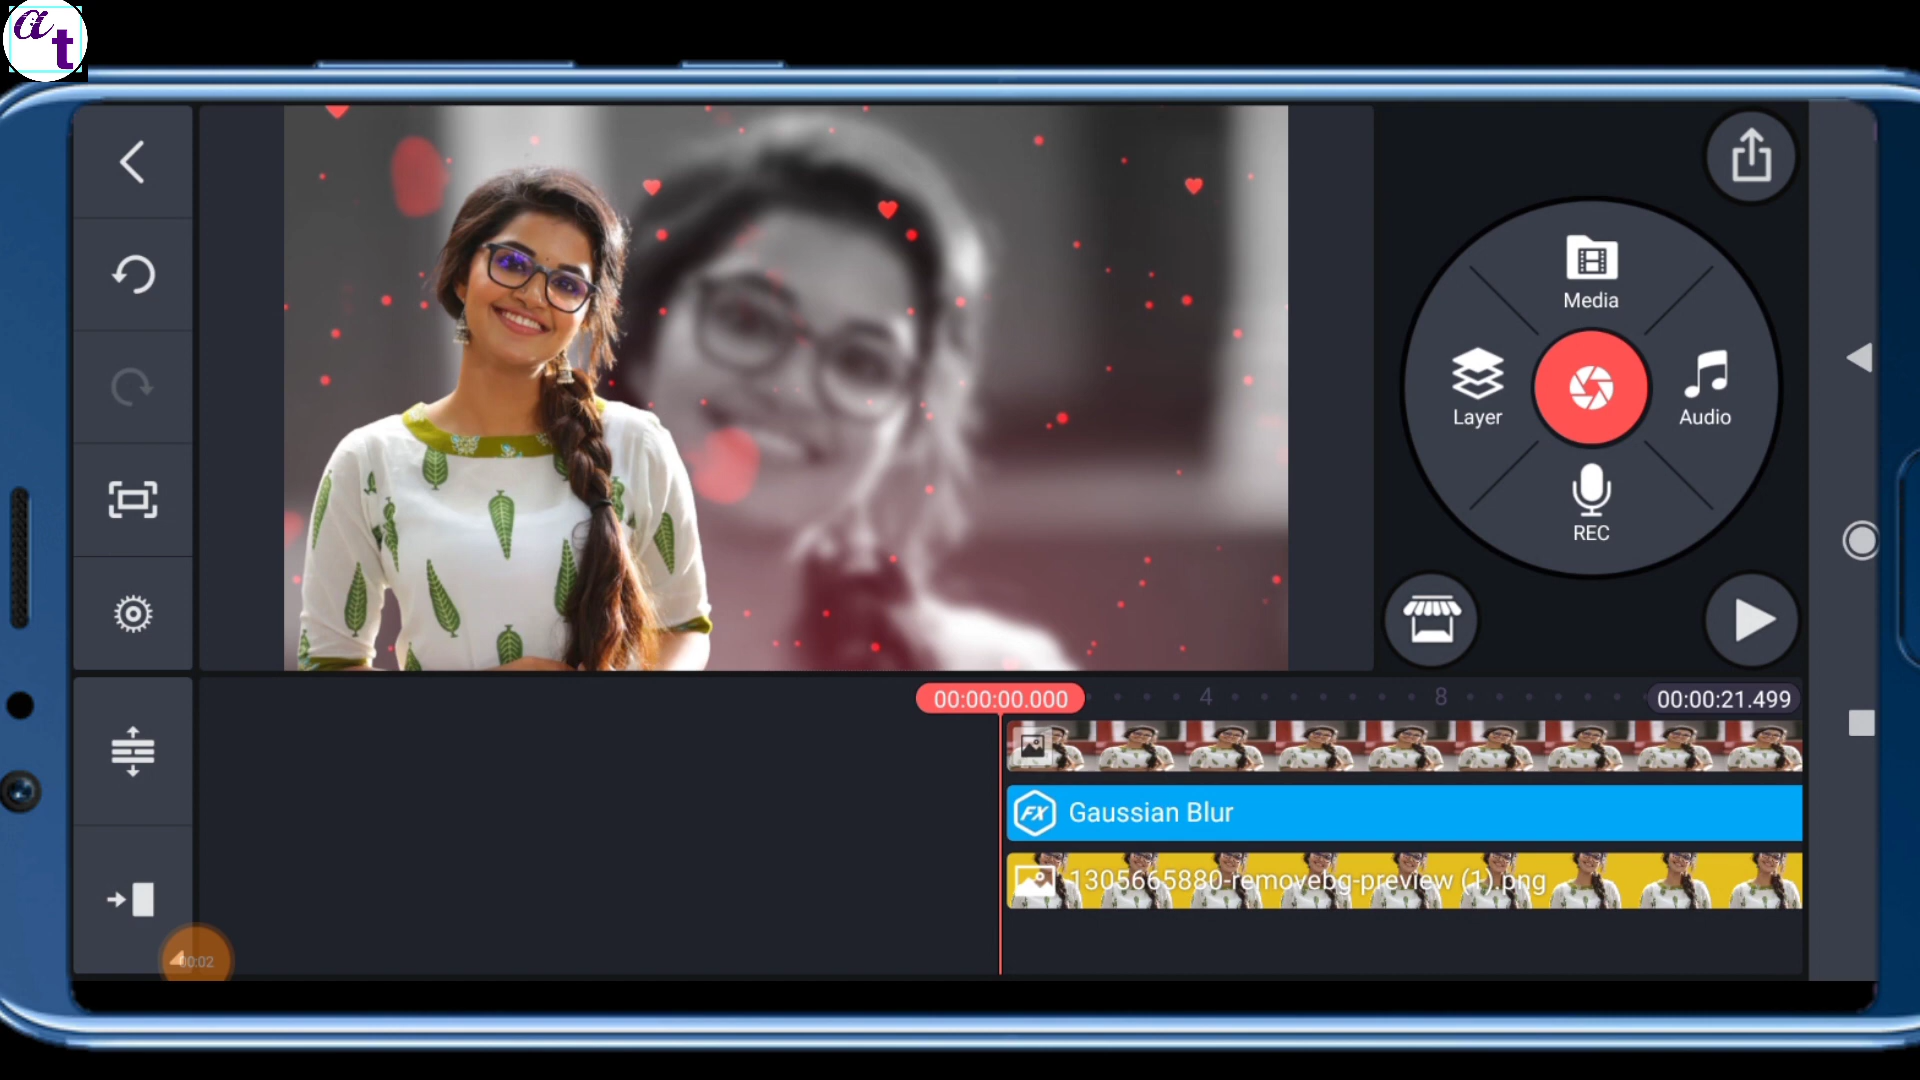 at
Media
Layer
Audio
REC
00:00:00.000
4
8
00:00:21.499
FX Gaussian Blur
1305665880-removebg-preview (1).png
00:02